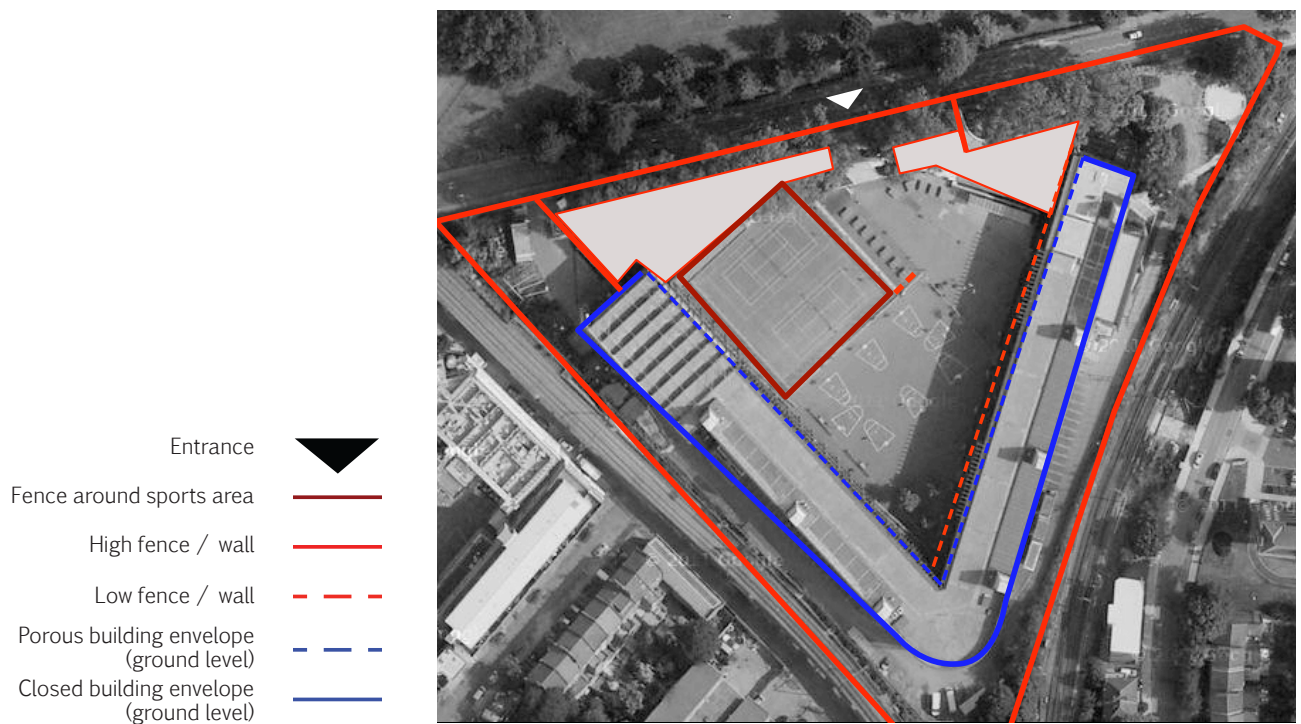 Entrance
Fence around sports area
High fence / wall
Low fence / wall
Porous building envelope
(ground level)
Closed building envelope
(ground level)